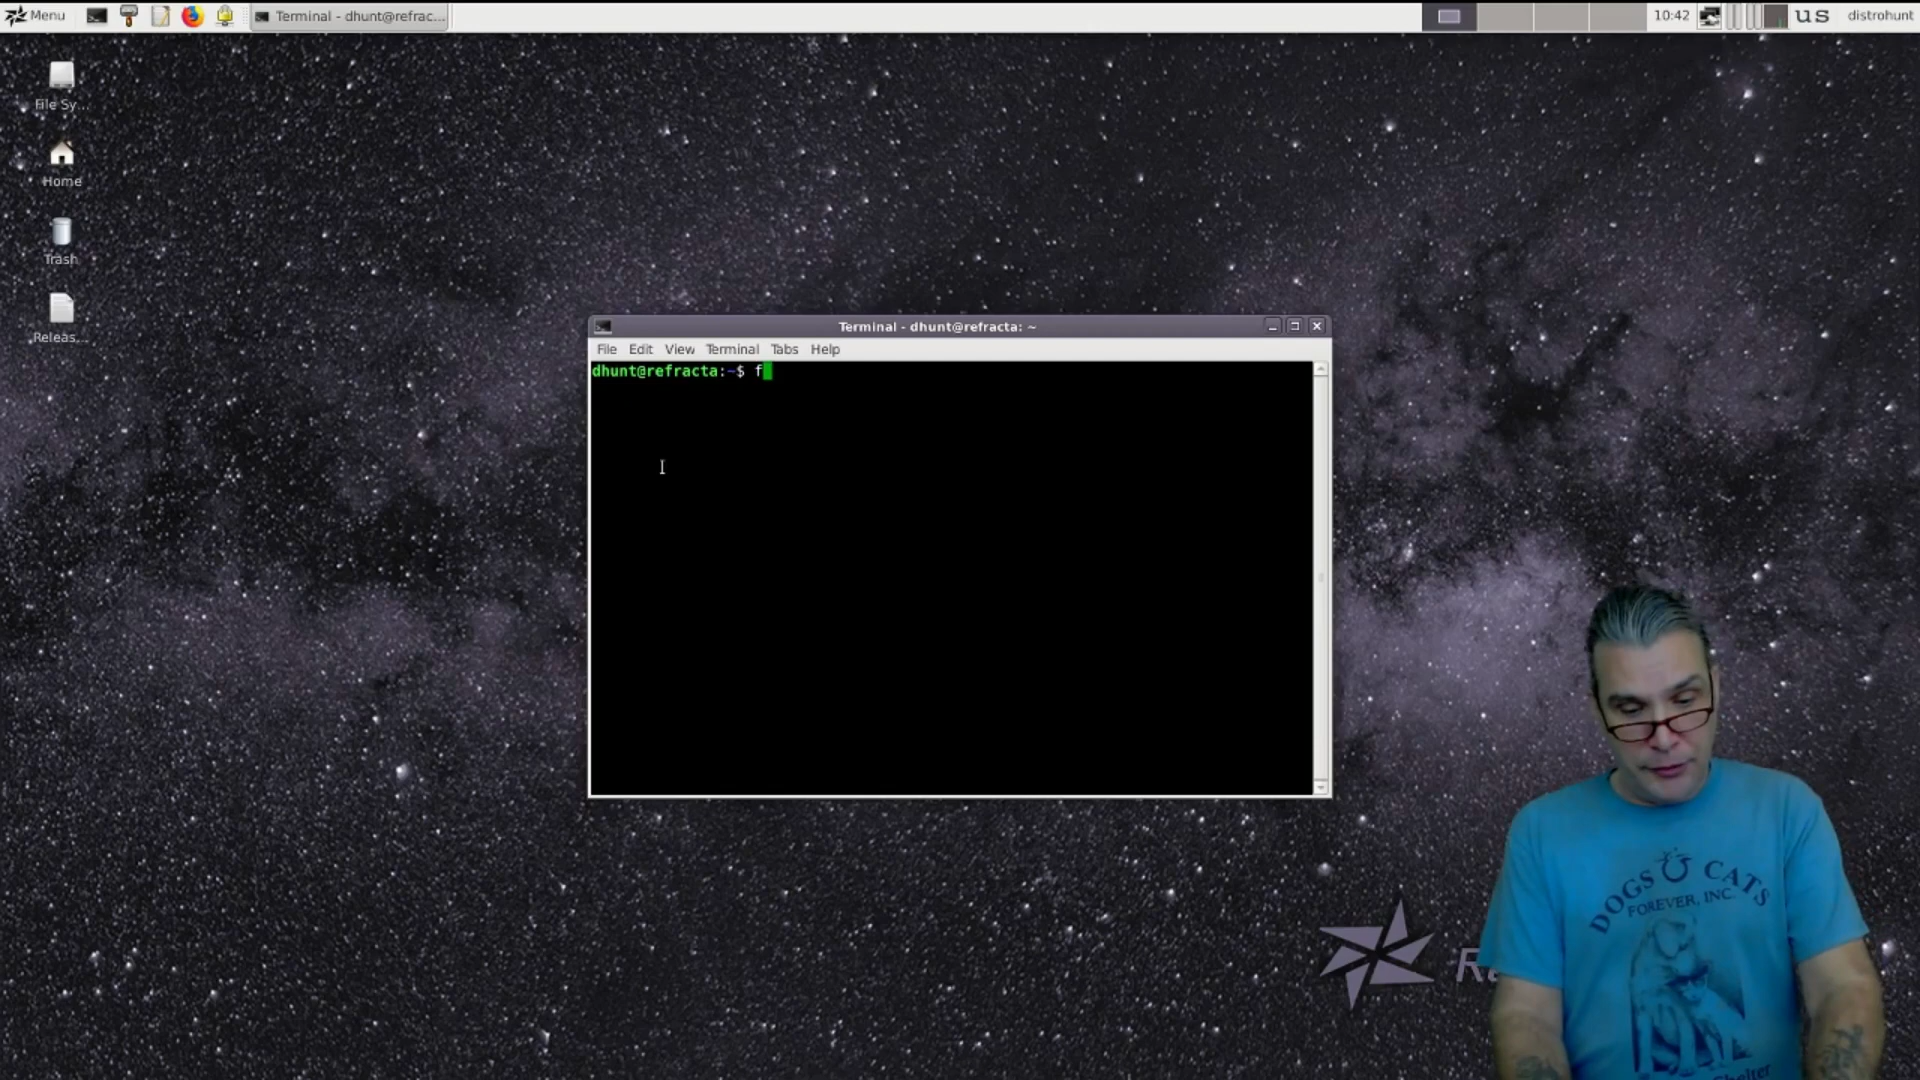 Menu
Terminal - dhunt@refrac...
10:42
us
distrohunt
File Sy...
Home
Trash
Releas...
Terminal - dhunt@refracta: ~
File Edit View Terminal Tabs Help
dhunt@refracta:~$ f
DOGS & CATS
FOREVER, INC.
Shelter